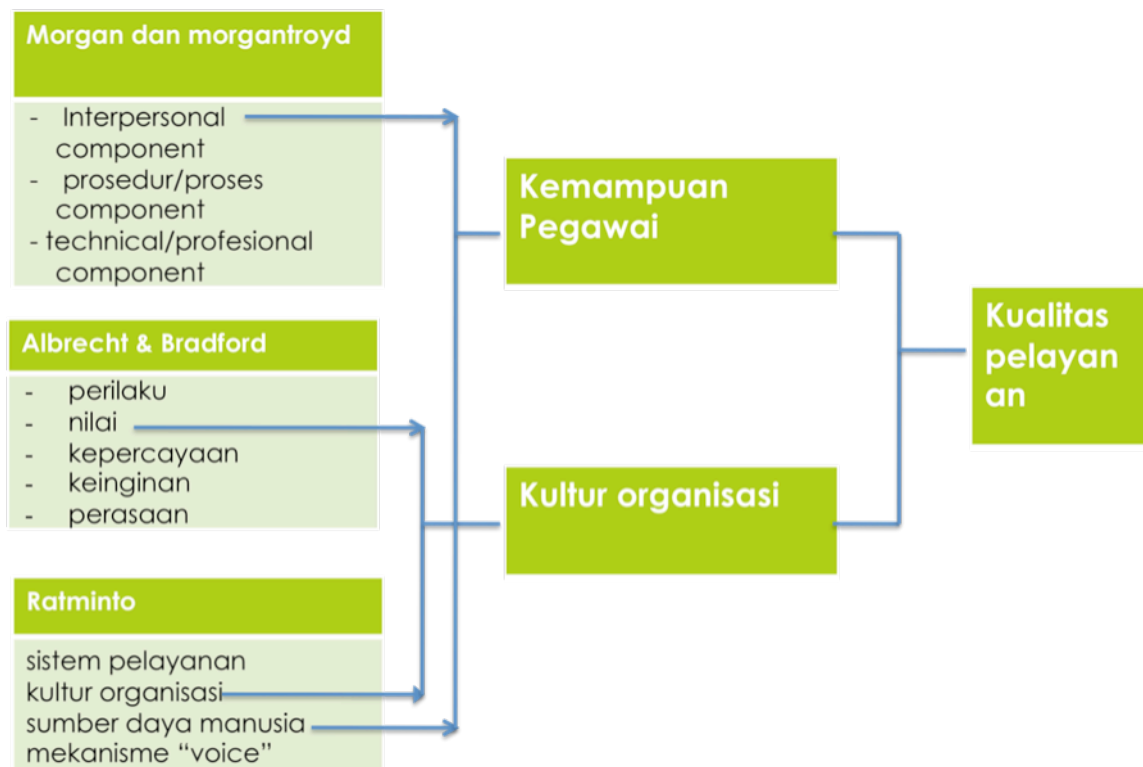 Morgan dan morgantroyd
- Interpersonal
component
- prosedur/proses
component
- technical/profesional
component
Albrecht & Bradford
- perilaku
- nilai
- kepercayaan
- keinginan
- perasaan
Ratminto
sistem pelayanan
kultur organisasi
sumber daya manusia
mekanisme “voice”
Kemampuan
Pegawai
Kultur organisasi
Kualitas
pelayan
an